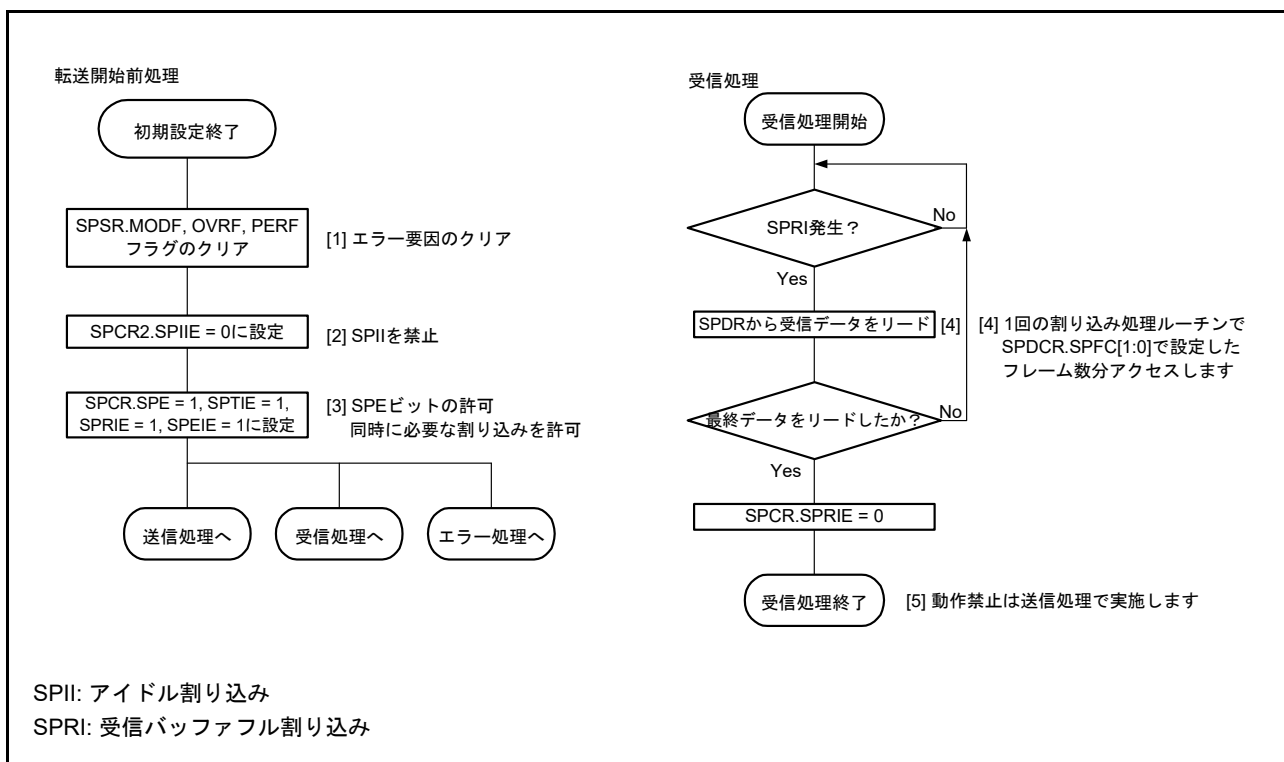 転送開始前処理
初期設定終了
SPSR.MODF, OVRF, PERF
フラグのクリア
[1] エラー要因のクリア
SPCR2.SPIIE = 0に設定
[2] SPIIを禁止
SPCR.SPE = 1, SPTIE = 1,
SPRIE = 1, SPEIE = 1に設定
[3] SPEビットの許可
同時に必要な割り込みを許可
送信処理へ
受信処理へ
エラー処理へ
受信処理
受信処理開始
SPRI発生？
No
Yes
SPDRから受信データをリード
[4]
[4] 1回の割り込み処理ルーチンで
SPDCR.SPFC[1:0]で設定した
フレーム数分アクセスします
最終データをリードしたか？
No
Yes
SPCR.SPRIE = 0
受信処理終了
[5] 動作禁止は送信処理で実施します
SPII: アイドル割り込み
SPRI: 受信バッファフル割り込み